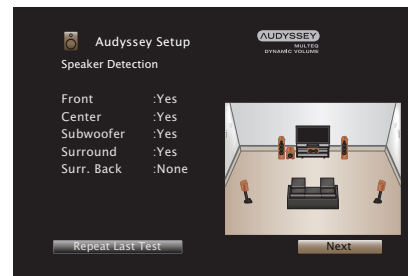 Audyssey Setup
AUDYSSEY
MULTEQ
DYNAMIC VOLUME
Speaker Detection
Front :Yes
Center :Yes
Subwoofer :Yes
Surround :Yes
Surr. Back :None
Repeat Last Test
Next